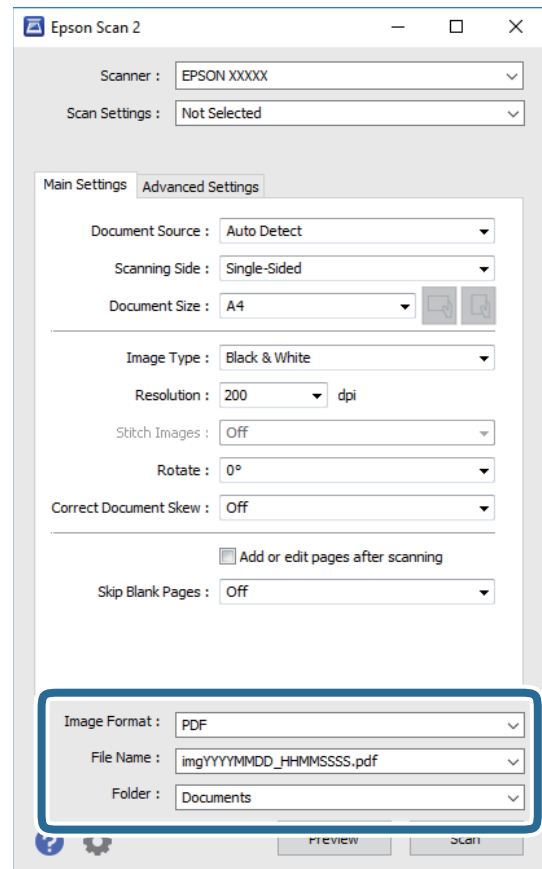 Epson Scan 2
Scanner : EPSON XXXXX
Scan Settings : Not Selected
Main Settings Advanced Settings
Document Source : Auto Detect
Scanning Side : Single-Sided
Document Size : A4
Image Type : Black & White
Resolution : 200 dpi
Stitch Images : Off
Rotate : 0°
Correct Document Skew : Off
Add or edit pages after scanning
Skip Blank Pages : Off
Image Format : PDF
File Name : imgYYYYMMDD_HHMMSSSS.pdf
Folder : Documents
? Preview Scan